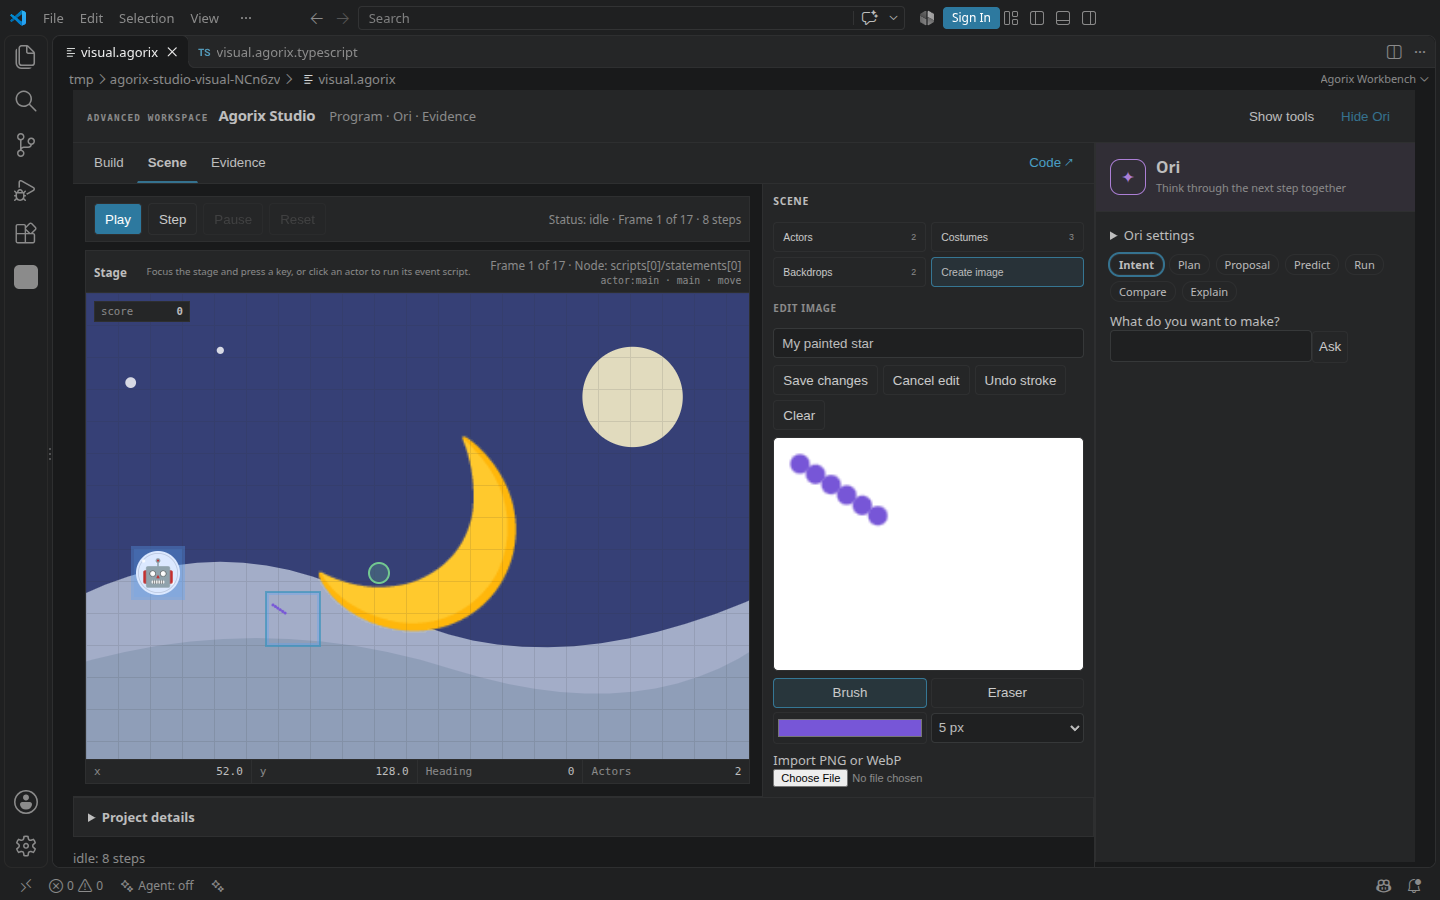 File Edit Selection View ··· Search Sign In
visual.agorix TS visual.agorix.typescript
tmp > agorix-studio-visual-NCn6zv > visual.agorix Agorix Workbench
ADVANCED WORKSPACE Agorix Studio Program · Ori · Evidence Show tools Hide Ori
Build Scene Evidence Code ↗
Ori
Think through the next step together
Play Step Pause Reset Status: idle · Frame 1 of 17 · 8 steps
Stage Focus the stage and press a key, or click an actor to run its event script. Frame 1 of 17 · Node: scripts[0]/statements[0]
actor:main · main · move
score 0
x 52.0 y 128.0 Heading 0 Actors 2
SCENE
Actors 2 Costumes 3
Backdrops 2 Create image
EDIT IMAGE
My painted star
Save changes Cancel edit Undo stroke
Clear
Brush Eraser
5 px
Import PNG or WebP
Choose File No file chosen
Ori settings
Intent Plan Proposal Predict Run
Compare Explain
What do you want to make?
Ask
Project details
idle: 8 steps
0 0 Agent: off